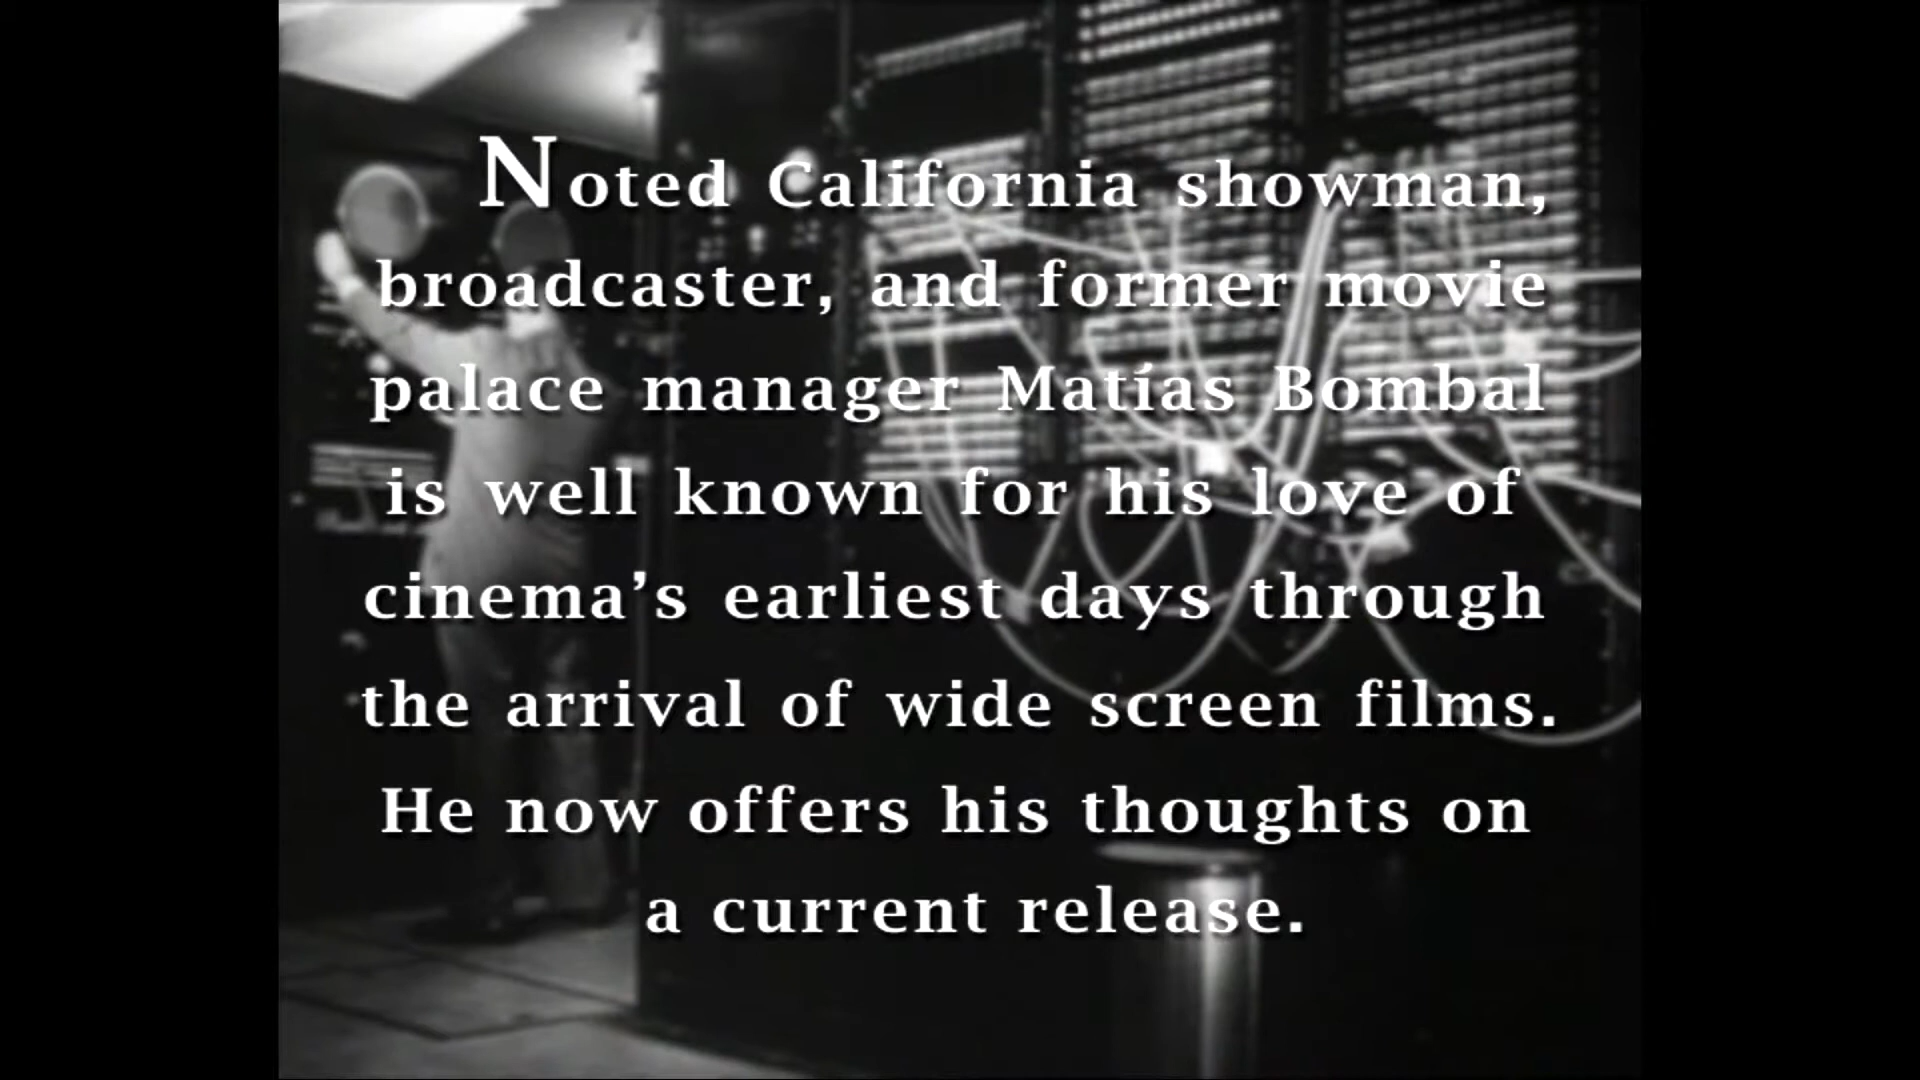 Noted California showman,
broadcaster, and former movie
palace manager Matías Bombal
is well known for his love of
cinema’s earliest days through
the arrival of wide screen films.
He now offers his thoughts on
a current release.